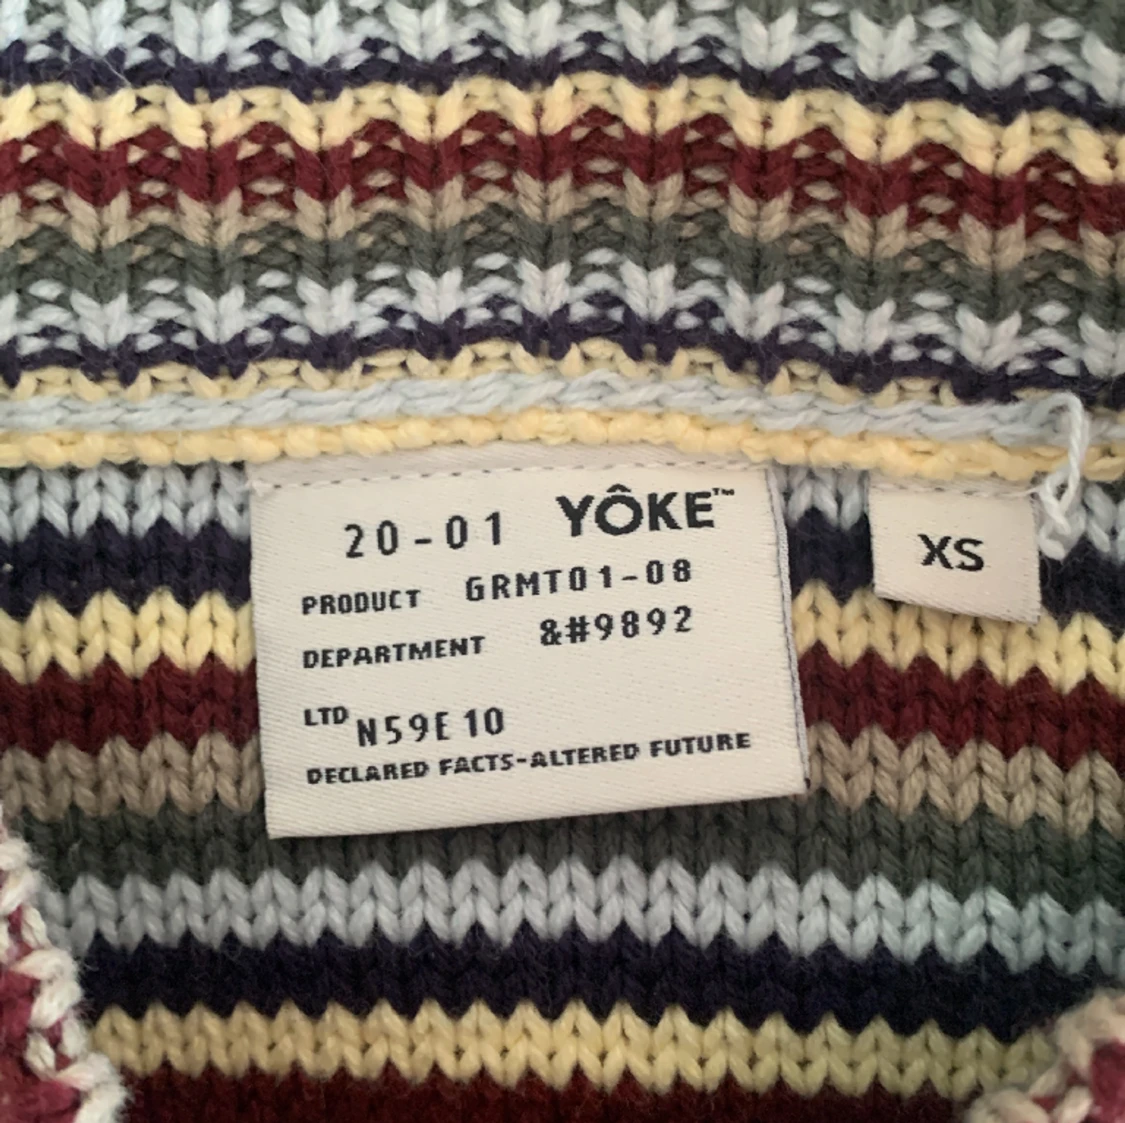 20-01 YÔKE™
PRODUCT GRMT01-08
DEPARTMENT &#9892
LTD N59E10
DECLARED FACTS-ALTERED FUTURE
XS